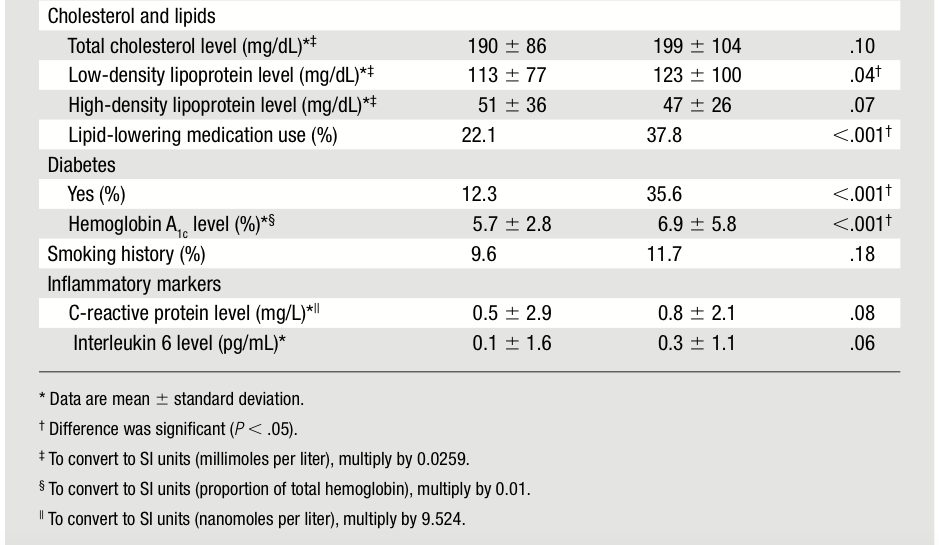 Cholesterol and lipids
Total cholesterol level (mg/dL)*‡ 190 ± 86 199 ± 104 .10
Low-density lipoprotein level (mg/dL)*‡ 113 ± 77 123 ± 100 .04†
High-density lipoprotein level (mg/dL)*‡ 51 ± 36 47 ± 26 .07
Lipid-lowering medication use (%) 22.1 37.8 <.001†
Diabetes
Yes (%) 12.3 35.6 <.001†
Hemoglobin A1c level (%)*§ 5.7 ± 2.8 6.9 ± 5.8 <.001†
Smoking history (%) 9.6 11.7 .18
Inflammatory markers
C-reactive protein level (mg/L)*‖ 0.5 ± 2.9 0.8 ± 2.1 .08
Interleukin 6 level (pg/mL)* 0.1 ± 1.6 0.3 ± 1.1 .06
* Data are mean ± standard deviation.
† Difference was significant (P < .05).
‡ To convert to SI units (millimoles per liter), multiply by 0.0259.
§ To convert to SI units (proportion of total hemoglobin), multiply by 0.01.
‖ To convert to SI units (nanomoles per liter), multiply by 9.524.